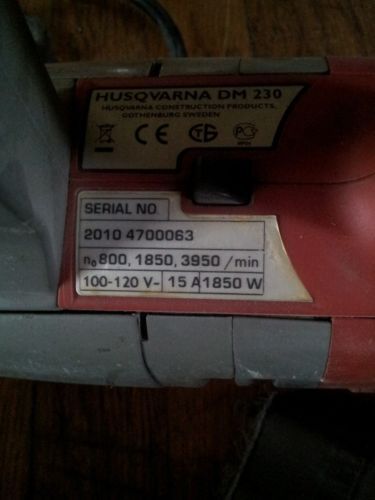 HUSQVARNA DM 230
HUSQVARNA CONSTRUCTION PRODUCTS,
GOTHENBURG SWEDEN
CE
SERIAL NO
2010 4700063
n₀ 800, 1850, 3950 /min
100-120 V~ 15 A 1850 W